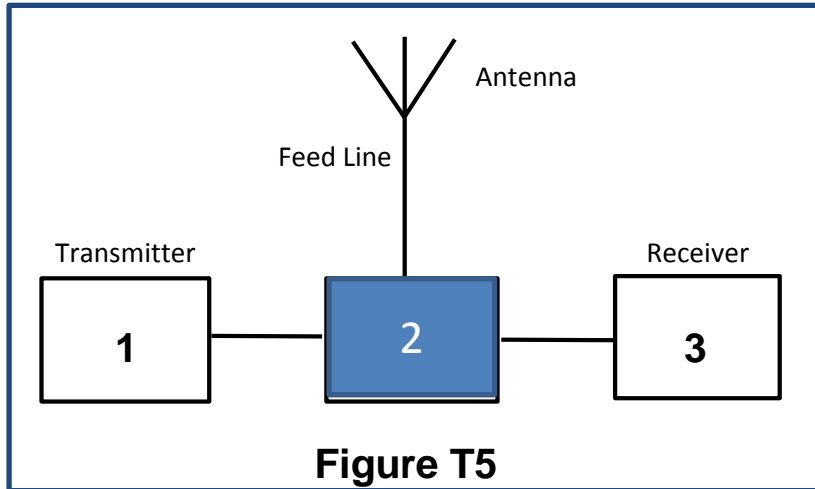 Antenna
Feed Line
Transmitter
Receiver
1
2
3
Figure T5